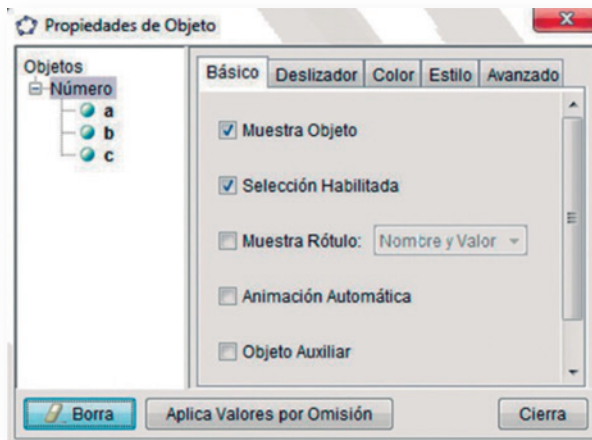 Propiedades de Objeto
Objetos
Número
a
b
c
Básico Deslizador Color Estilo Avanzado
Muestra Objeto
Selección Habilitada
Muestra Rótulo: Nombre y Valor
Animación Automática
Objeto Auxiliar
Borra Aplica Valores por Omisión Cierra